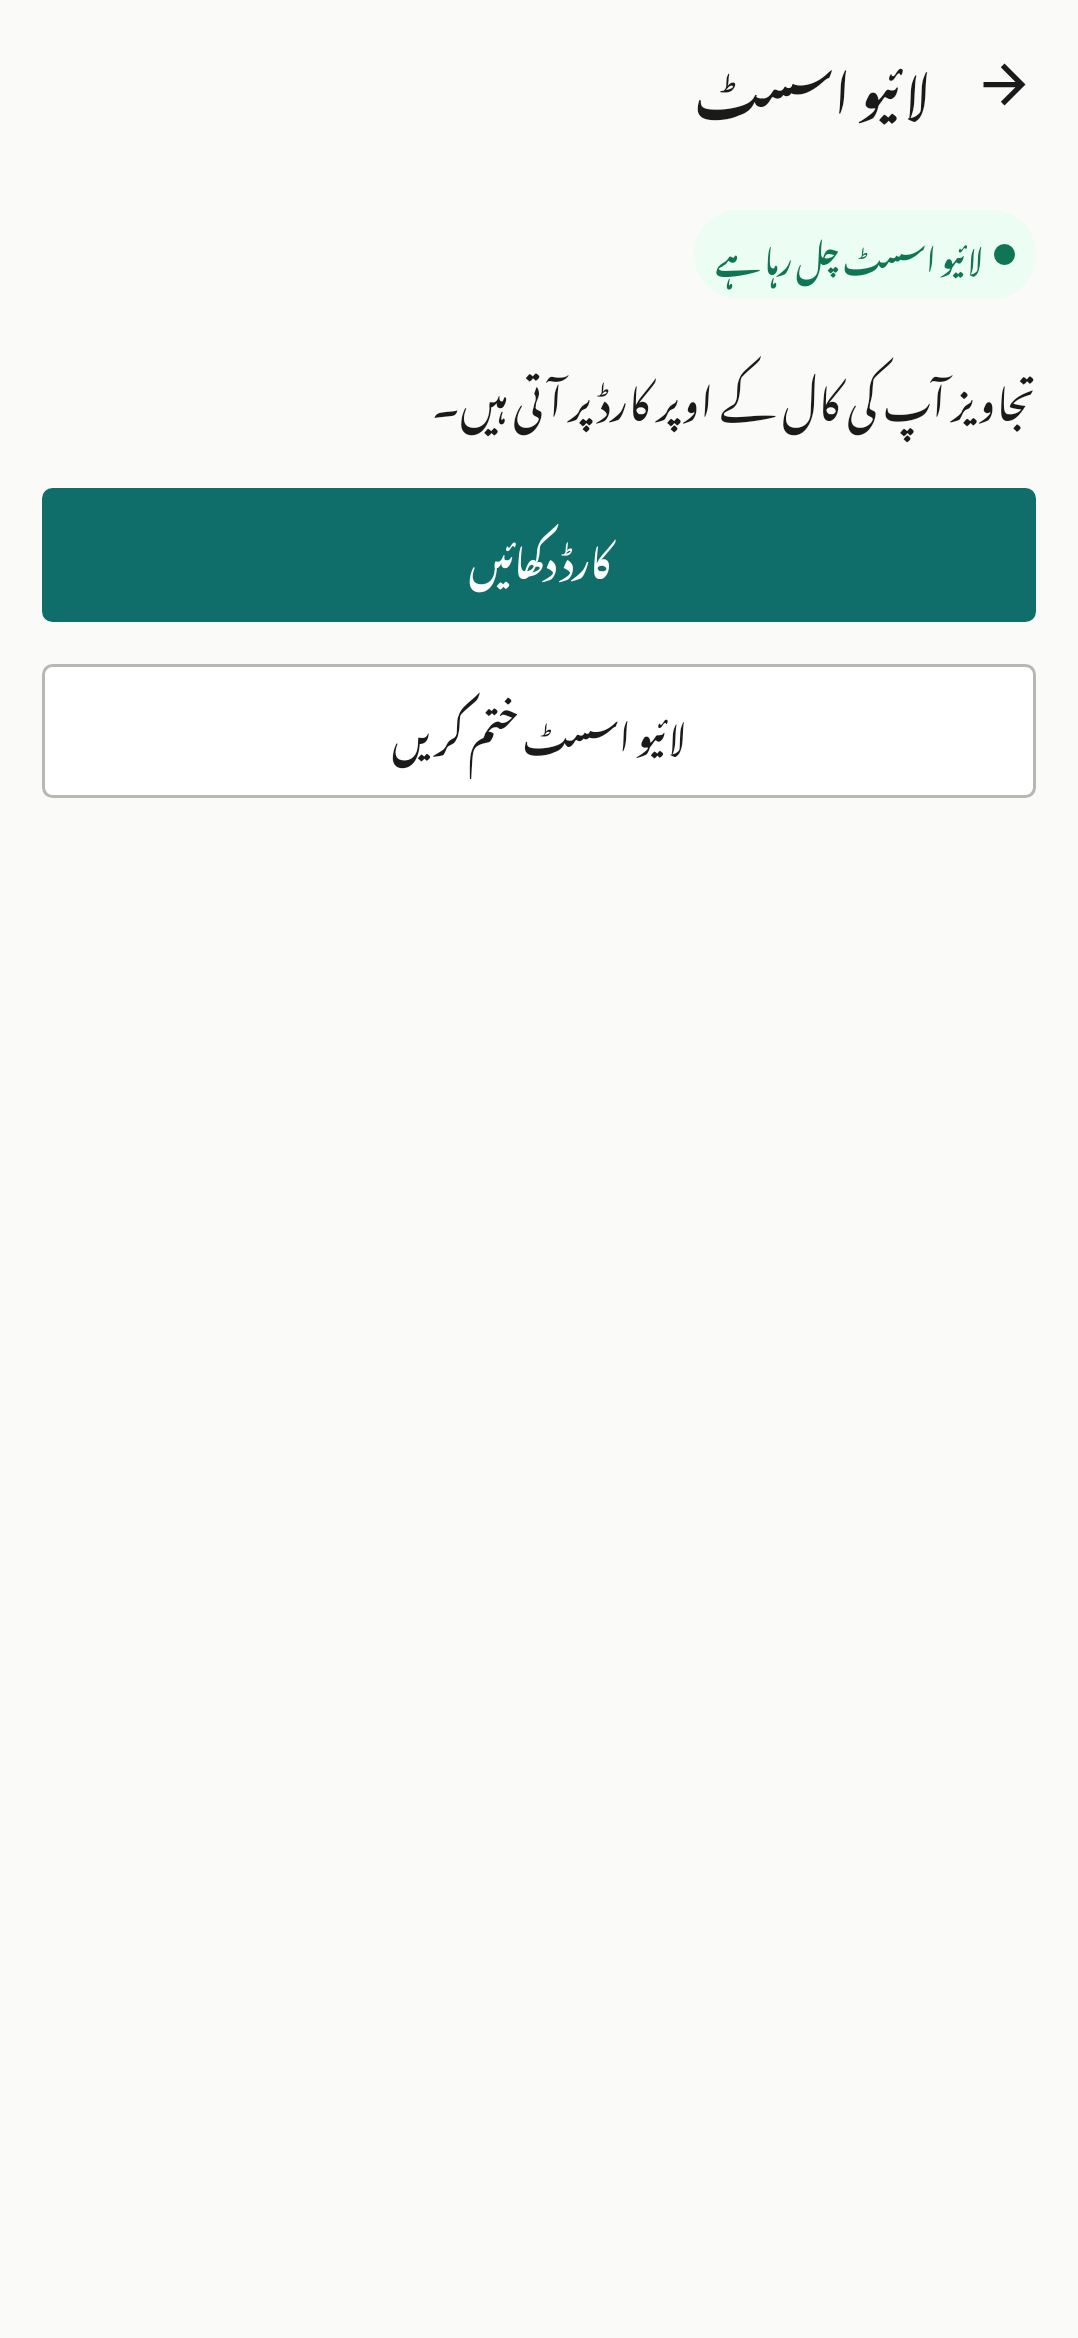 لائیو اسسٹ
لائیو اسسٹ چل رہا ہے
تجاویز آپ کی کال کے اوپر کارڈ پر آتی ہیں۔
کارڈ دکھائیں
لائیو اسسٹ ختم کریں